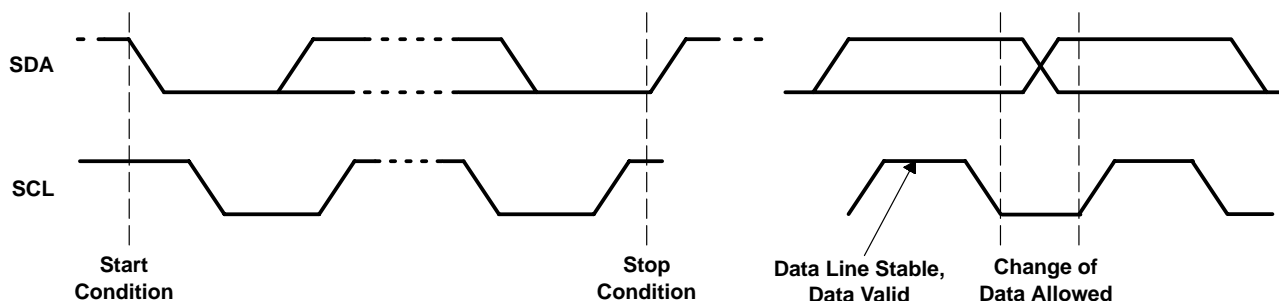 SDA
SCL
Start
Condition
Stop
Condition
Data Line Stable,
Data Valid
Change of
Data Allowed